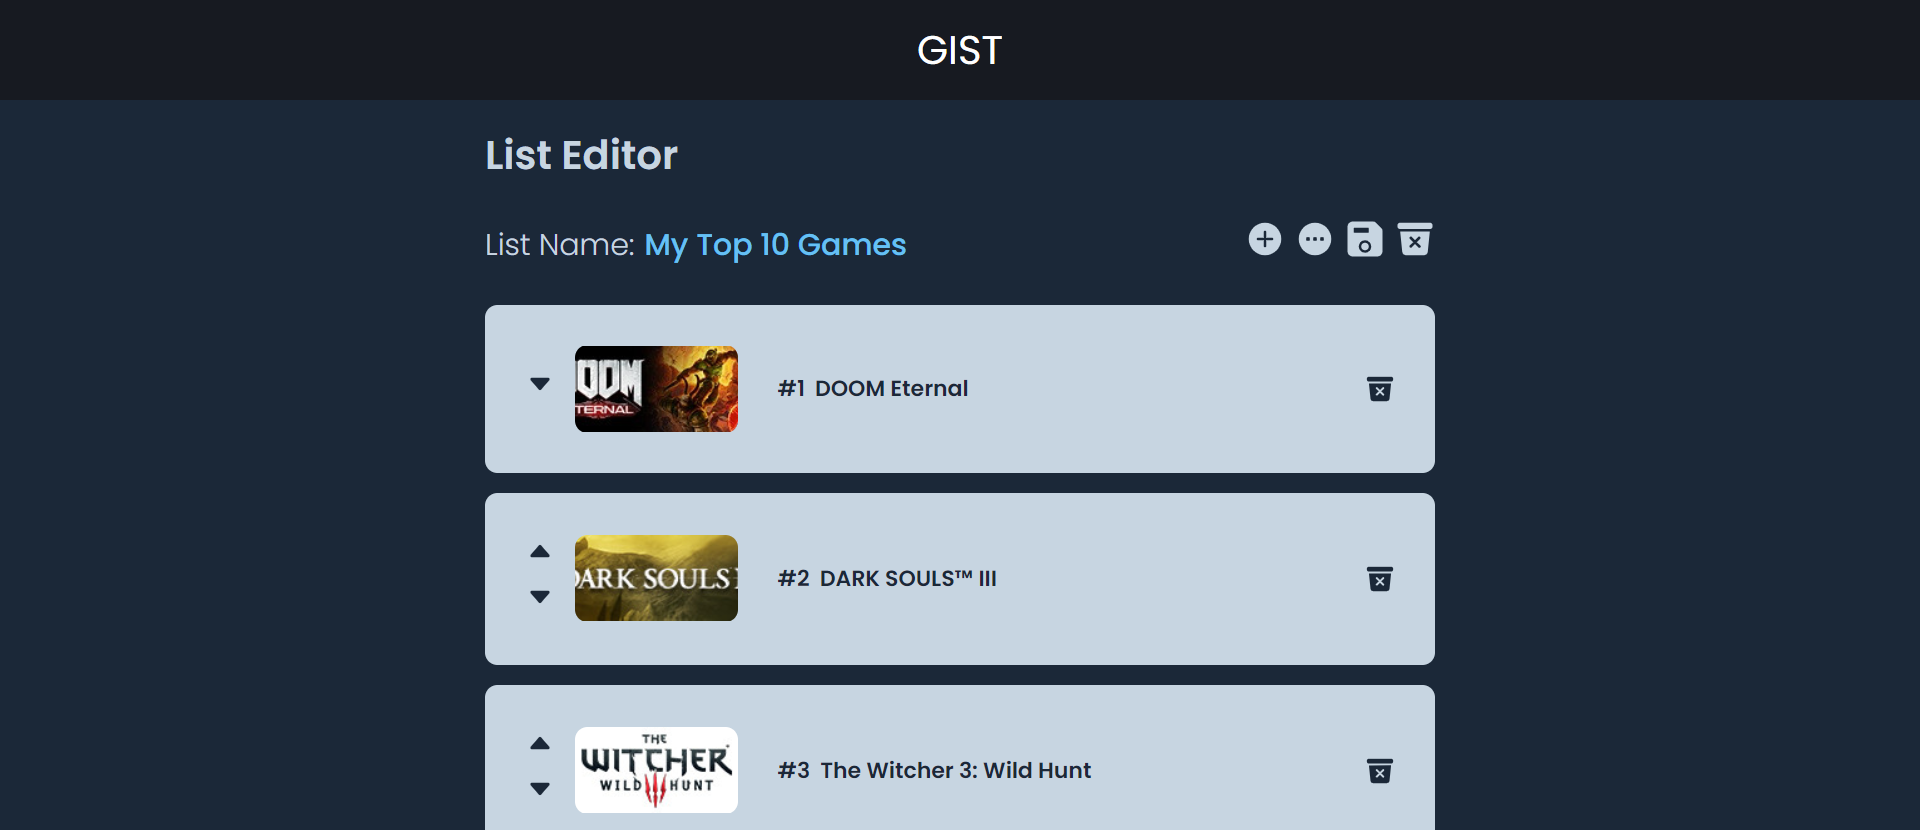 GIST
List Editor
List Name: My Top 10 Games
OOM
TERNAL
#1 DOOM Eternal
DARK SOULS
#2 DARK SOULS™ III
THE
WITCHER
WILD HUNT
#3 The Witcher 3: Wild Hunt